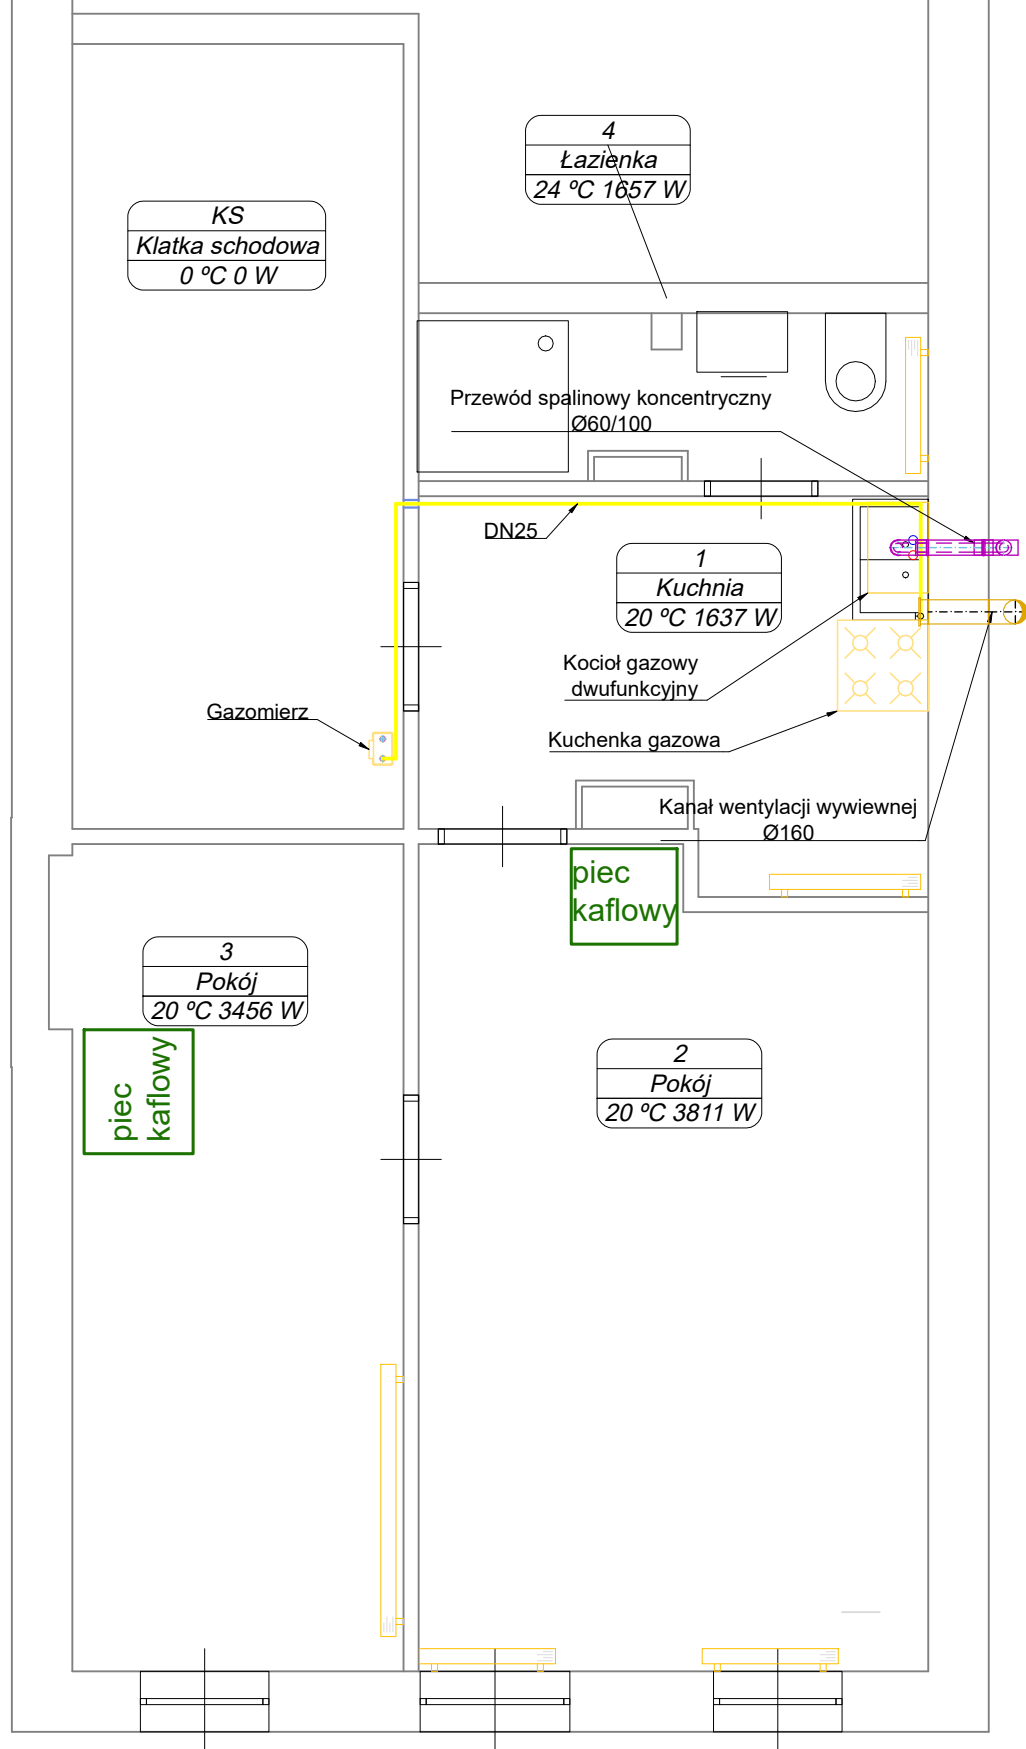 4
Łazienka
24 ºC 1657 W
KS
Klatka schodowa
0 ºC 0 W
Przewód spalinowy koncentryczny
Ø60/100
DN25
1
Kuchnia
20 ºC 1637 W
Kocioł gazowy
dwufunkcyjny
Gazomierz
Kuchenka gazowa
Kanał wentylacji wywiewnej
Ø160
piec
kaflowy
3
Pokój
20 ºC 3456 W
piec
kaflowy
2
Pokój
20 ºC 3811 W